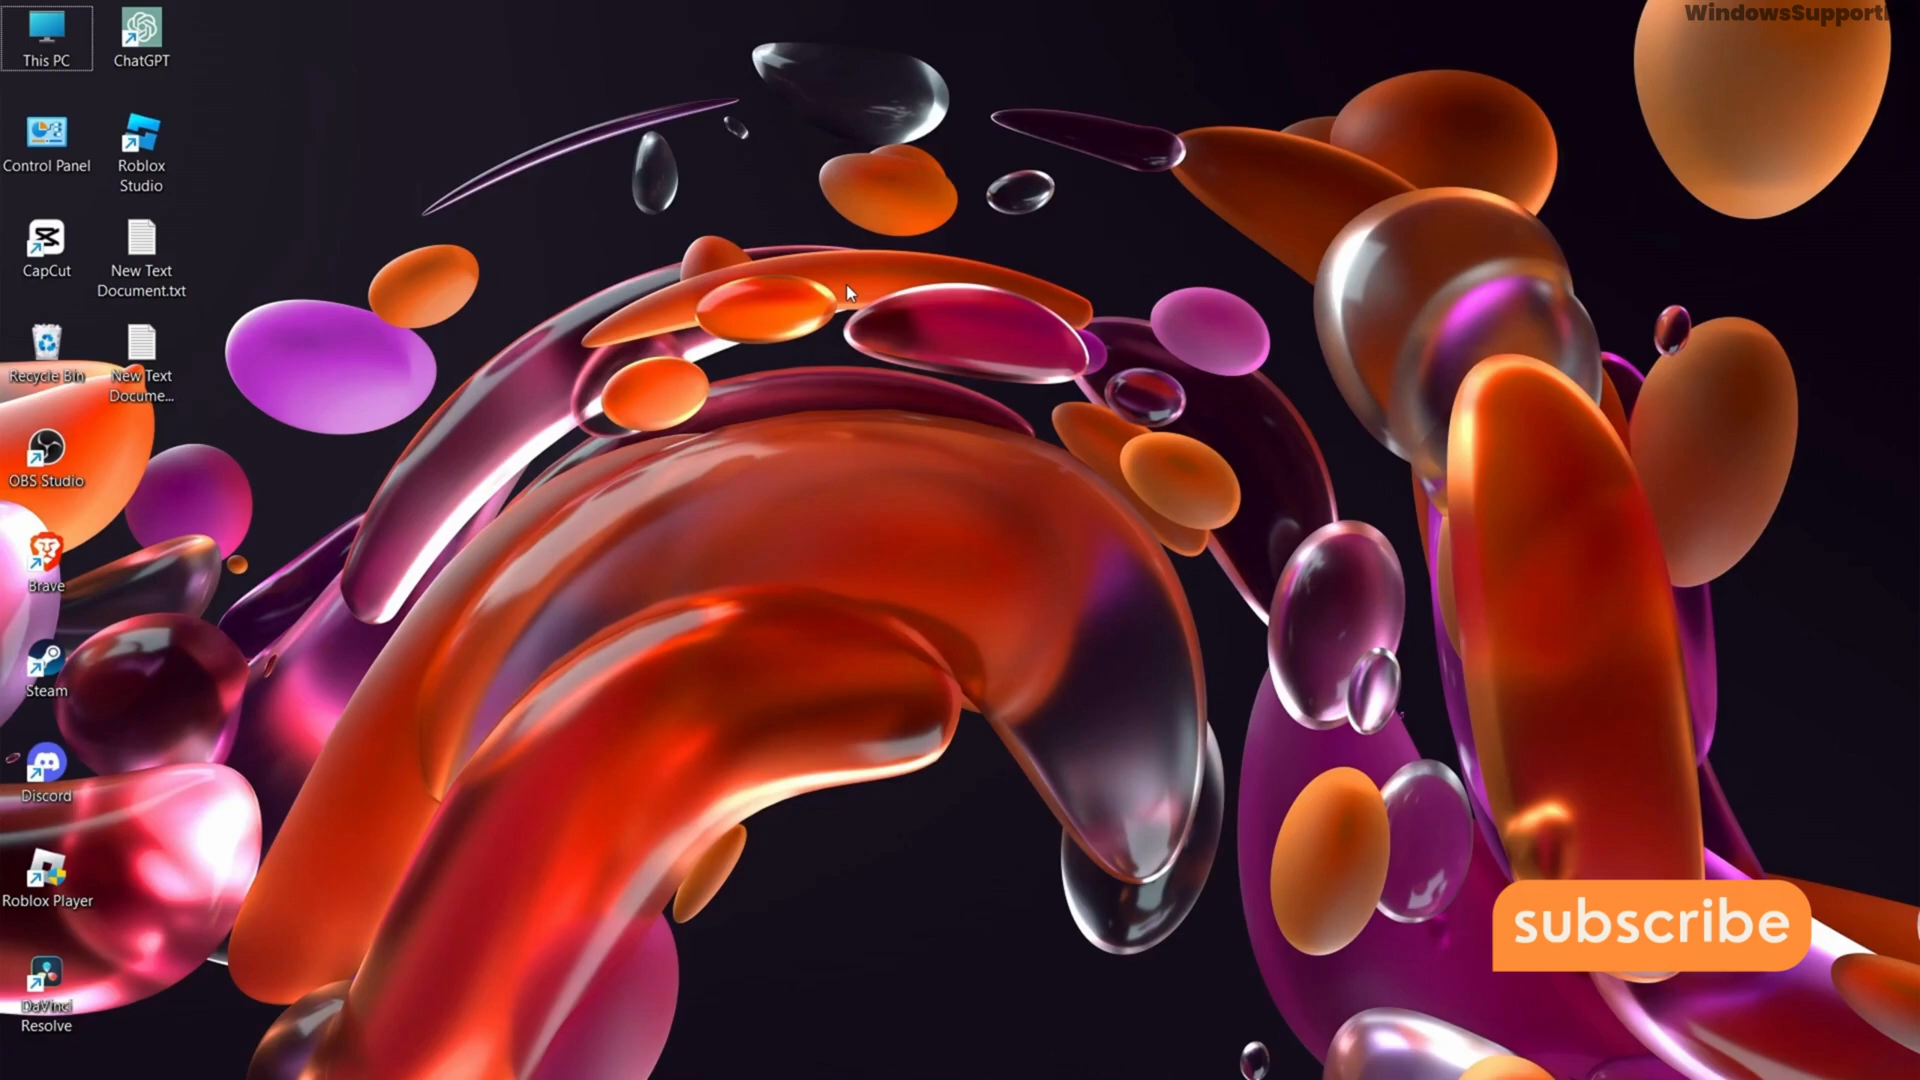 WindowsSupport
This PC
ChatGPT
Control Panel
Roblox
Studio
CapCut
New Text
Document.txt
Recycle Bin
New Text
Docume...
OBS Studio
Brave
Steam
Discord
Roblox Player
DaVinci
Resolve
subscribe